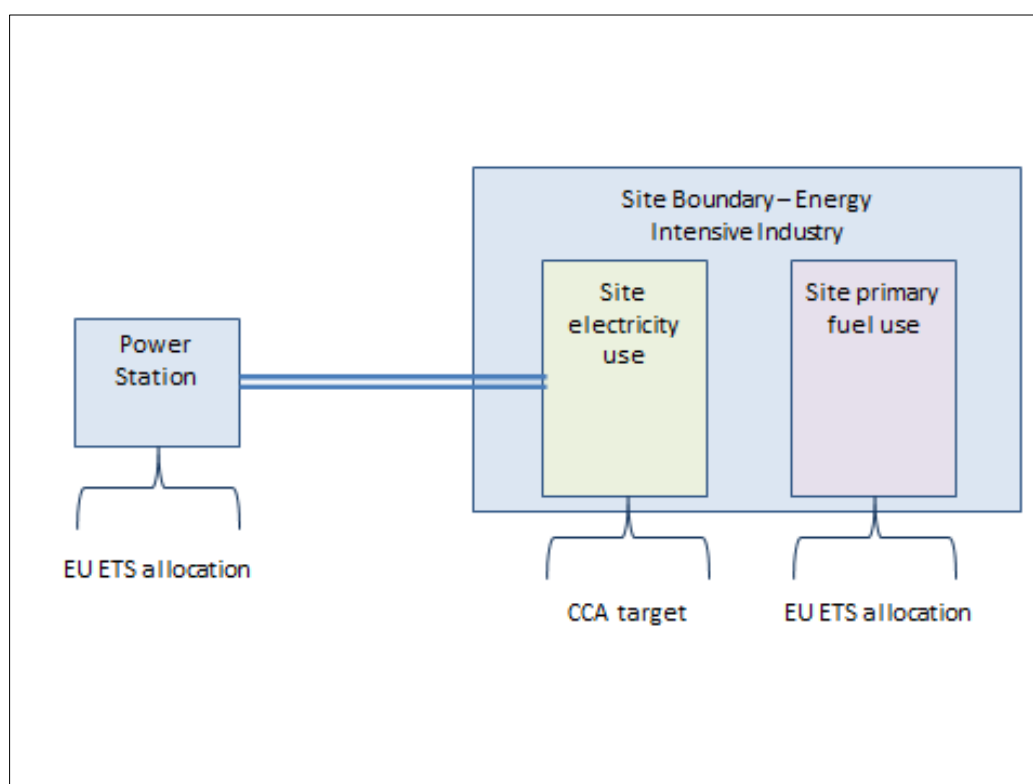 Site Boundary – Energy
Intensive Industry
Site
electricity
use
Site primary
fuel use
Power
Station
EU ETS allocation
CCA target
EU ETS allocation